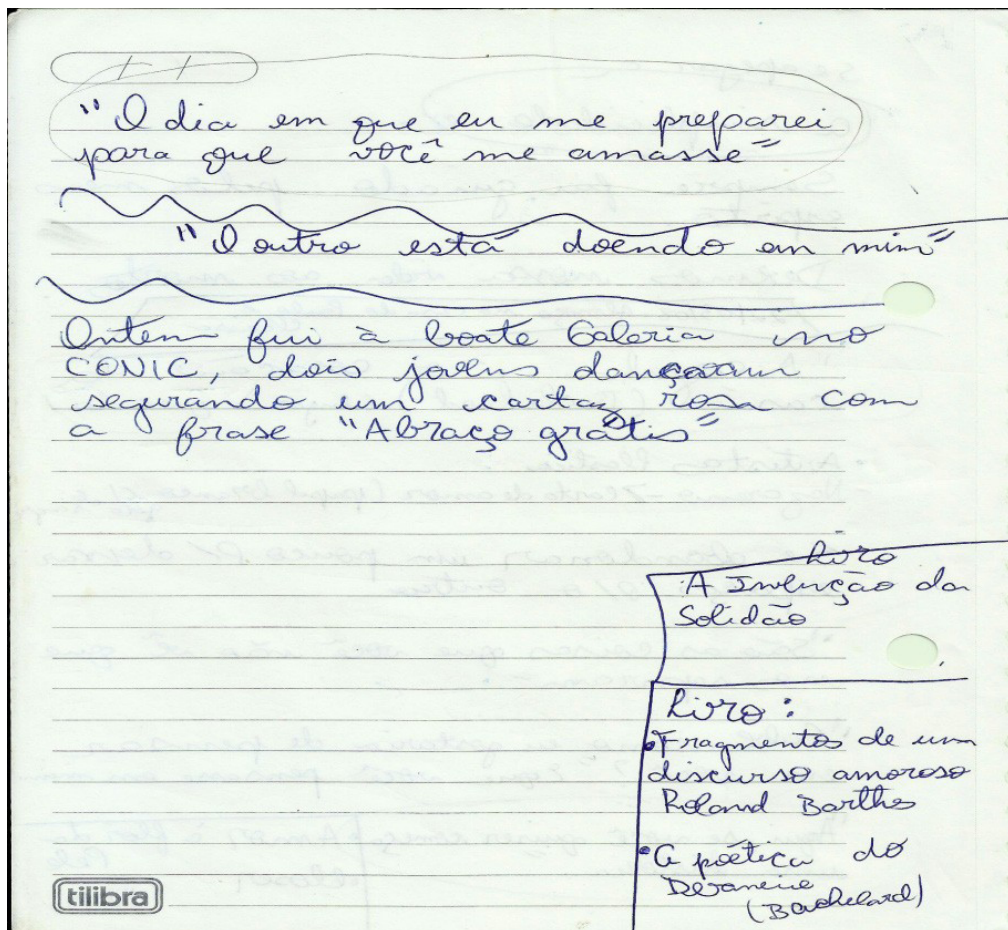 "O dia em que eu me preparei
para que você me amasse"
"O outro está doendo em mim"
Ontem fui à boate Galeria no
CONIC, dois jovens dançavam
segurando um cartaz rosa com
a frase "Abraço grátis"
Livro
A Invenção da
Solidão
Livro:
•Fragmentos de um
discurso amoroso
Roland Barthes
•A poética do
Devaneio
(Bachelard)
tilibra